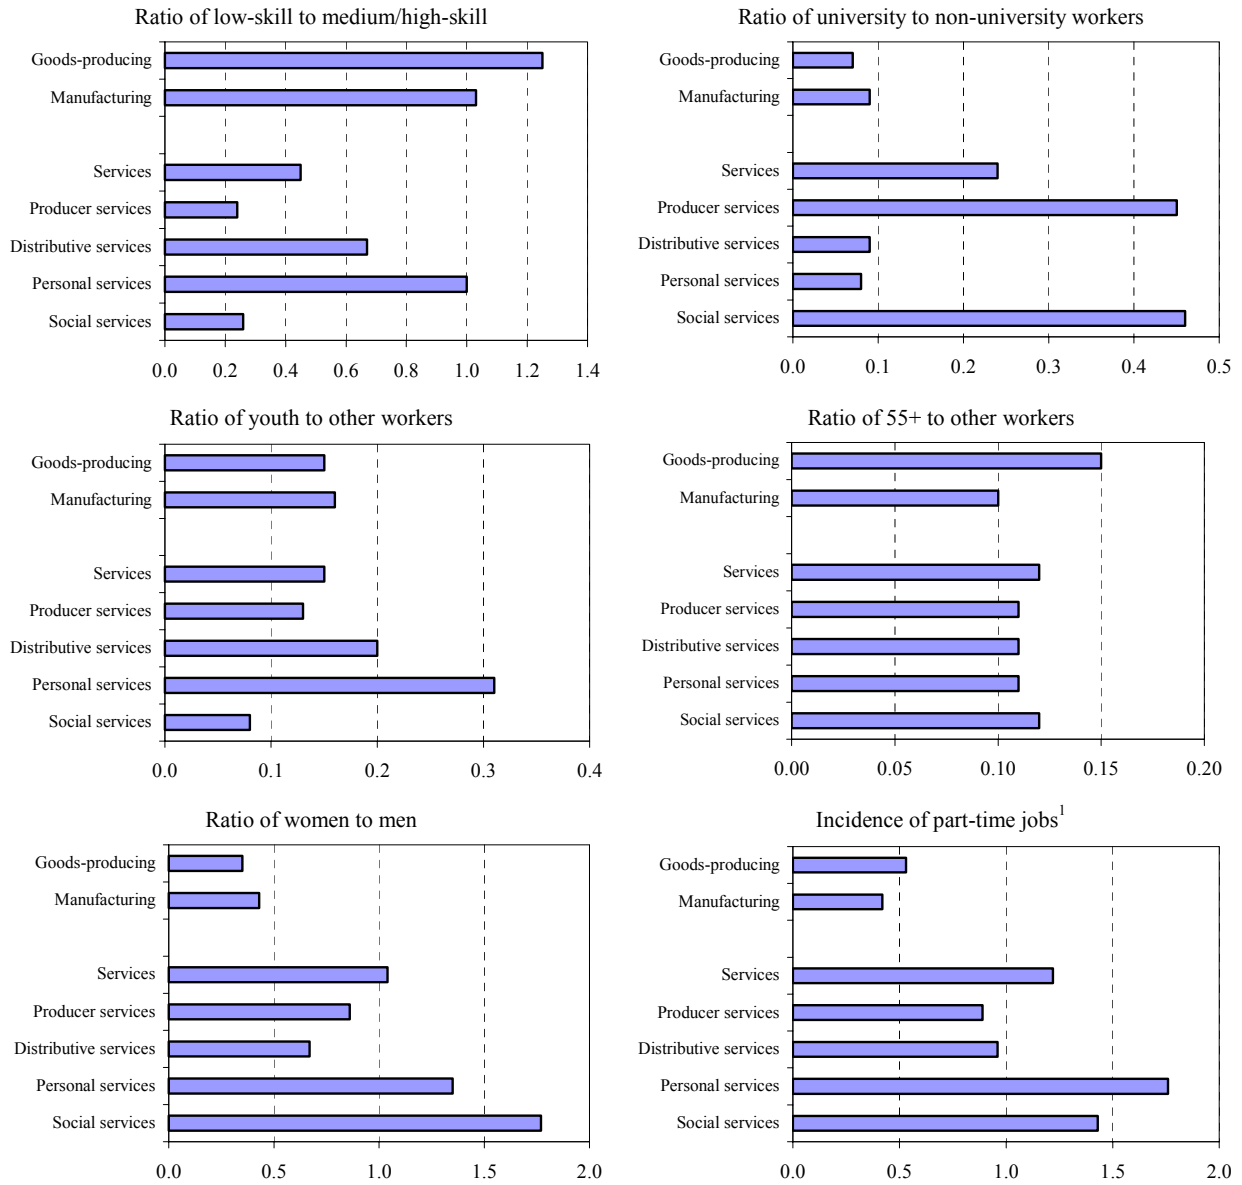 Ratio of low-skill to medium/high-skill
Goods-producing
Manufacturing
Services
Producer services
Distributive services
Personal services
Social services
0.0 0.2 0.4 0.6 0.8 1.0 1.2 1.4
Ratio of university to non-university workers
Goods-producing
Manufacturing
Services
Producer services
Distributive services
Personal services
Social services
0.0 0.1 0.2 0.3 0.4 0.5
Ratio of youth to other workers
Goods-producing
Manufacturing
Services
Producer services
Distributive services
Personal services
Social services
0.0 0.1 0.2 0.3 0.4
Ratio of 55+ to other workers
Goods-producing
Manufacturing
Services
Producer services
Distributive services
Personal services
Social services
0.00 0.05 0.10 0.15 0.20
Ratio of women to men
Goods-producing
Manufacturing
Services
Producer services
Distributive services
Personal services
Social services
0.0 0.5 1.0 1.5 2.0
Incidence of part-time jobs¹
Goods-producing
Manufacturing
Services
Producer services
Distributive services
Personal services
Social services
0.0 0.5 1.0 1.5 2.0